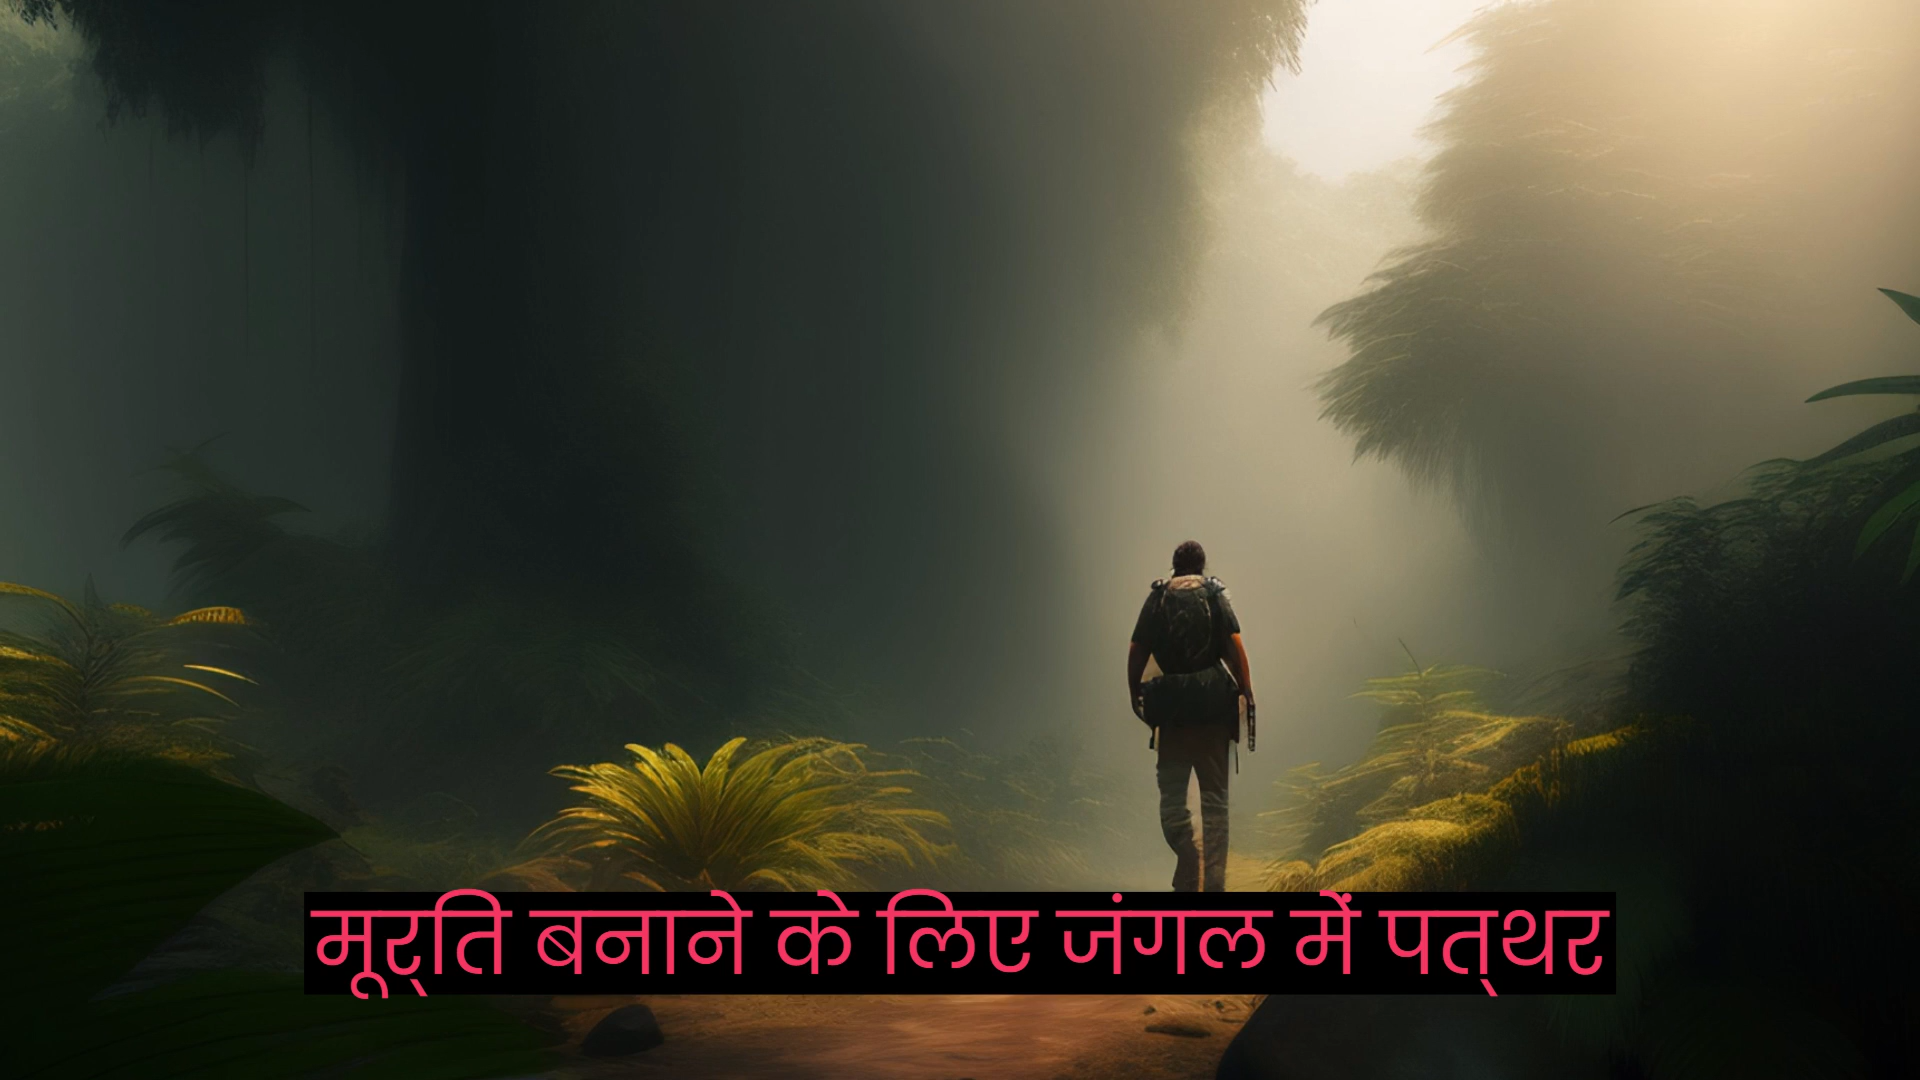 मूर्ति बनाने के लिए जंगल में पत्थर